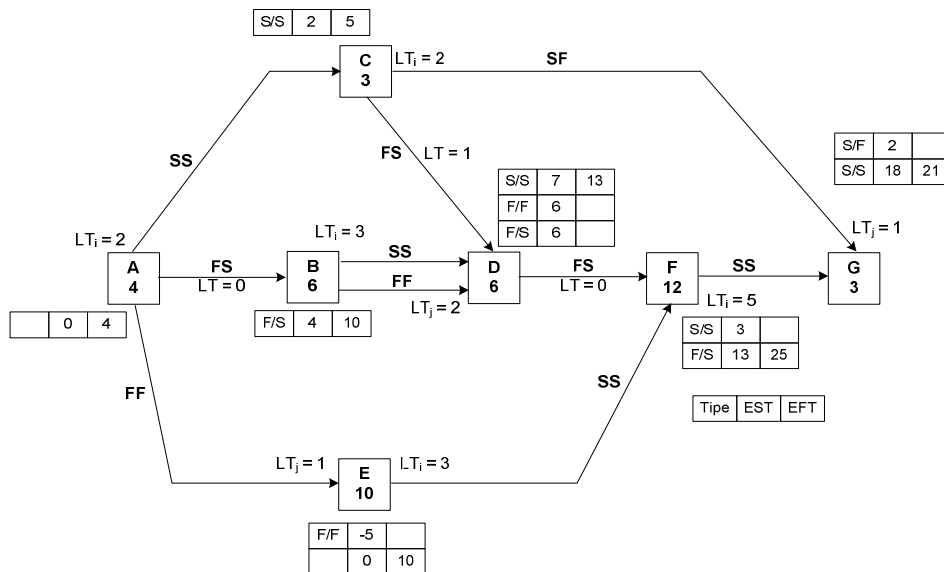 S/S 2 5
C
3
LTi = 2
SF
SS
FS
LT = 1
S/F 2
S/S 18 21
S/S 7 13
F/F 6
F/S 6
LTi = 2
LTi = 3
LTj = 1
A
4
FS
LT = 0
B
6
SS
FF
LTj = 2
D
6
FS
LT = 0
F
12
SS
LTi = 5
G
3
0 4
F/S 4 10
S/S 3
F/S 13 25
FF
SS
Tipe EST EFT
LTj = 1
E
10
LTi = 3
F/F -5
0 10